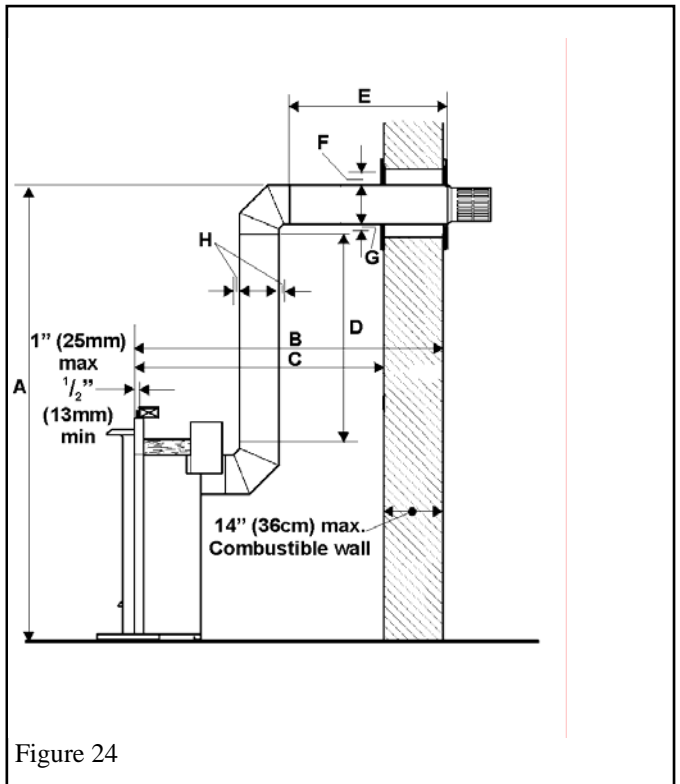 E
F
H
G
D
1” (25mm)
max
1/2”
(13mm)
min
B
C
A
14” (36cm) max.
Combustible wall
Figure 24